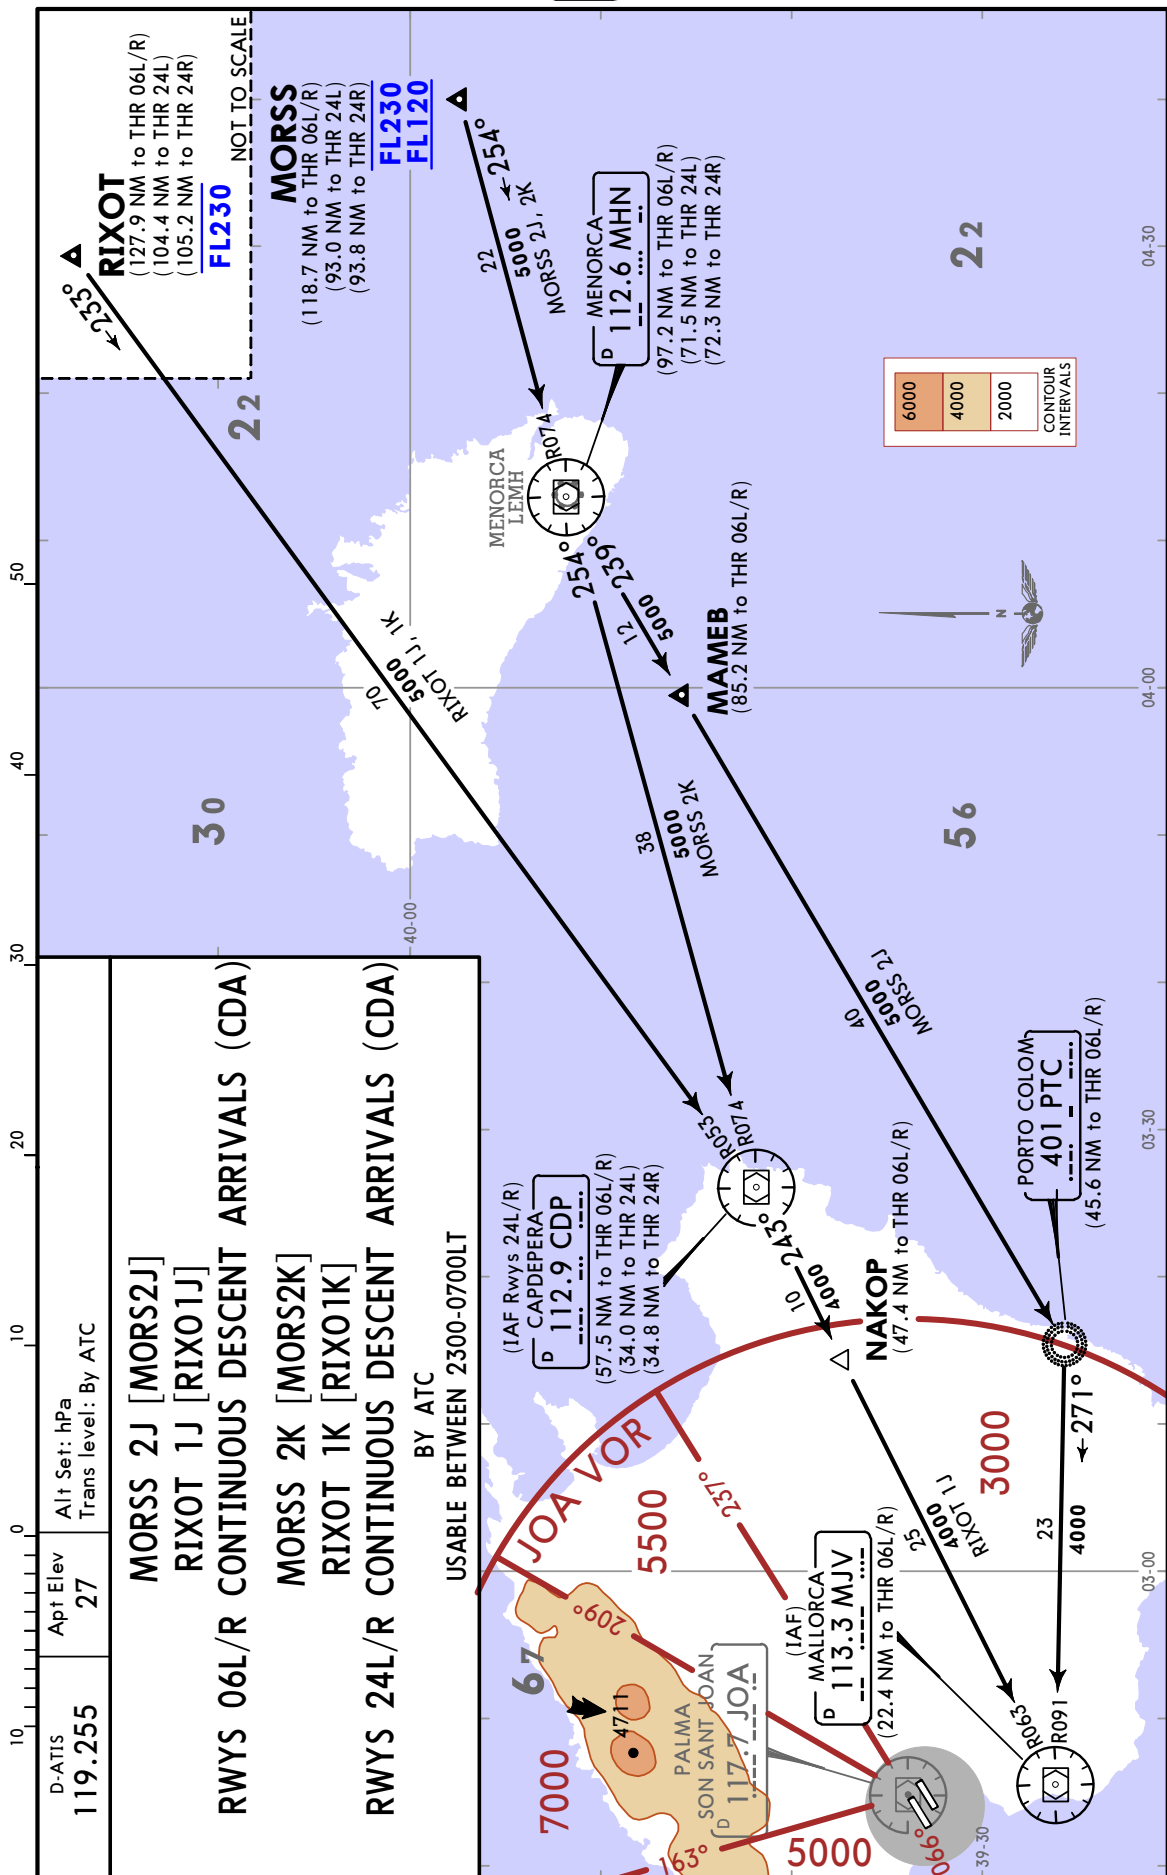 D-ATIS
119.255
Apt Elev
27
Alt Set: hPa
Trans level: By ATC
MORSS 2J [MORS2J]
RIXOT 1J [RIXO1J]
RWYS 06L/R CONTINUOUS DESCENT ARRIVALS (CDA)
MORSS 2K [MORS2K]
RIXOT 1K [RIXO1K]
RWYS 24L/R CONTINUOUS DESCENT ARRIVALS (CDA)
BY ATC
USABLE BETWEEN 2300-0700LT
10
0
10
20
30
40
50
RIXOT
(127.9 NM to THR 06L/R)
(104.4 NM to THR 24L)
(105.2 NM to THR 24R)
FL230
NOT TO SCALE
233°
MORSS
(118.7 NM to THR 06L/R)
(93.0 NM to THR 24L)
(93.8 NM to THR 24R)
FL230
FL120
254°
22
5000
MORSS 2J, 2K
MENORCA
D 112.6 MHN
(97.2 NM to THR 06L/R)
(71.5 NM to THR 24L)
(72.3 NM to THR 24R)
R074
MENORCA
LEMH
254°
239°
12
5000
MAMEB
(85.2 NM to THR 06L/R)
70
5000
RIXOT 1J, 1K
38
5000
MORSS 2K
40
5000
MORSS 2J
22
30
22
56
67
6000
4000
2000
CONTOUR
INTERVALS
N
(IAF Rwys 24L/R)
CAPDEPERA
D 112.9 CDP
(57.5 NM to THR 06L/R)
(34.0 NM to THR 24L)
(34.8 NM to THR 24R)
R053
R074
243°
10
4000
NAKOP
(47.4 NM to THR 06L/R)
25
4000
RIXOT 1J
PORTO COLOM
401 PTC
(45.6 NM to THR 06L/R)
271°
23
4000
(IAF)
MALLORCA
D 113.3 MJV
(22.4 NM to THR 06L/R)
R063
R091
PALMA
SON SANT JOAN
D 117.7 JOA
JOA VOR
209°
237°
163°
066°
7000
5500
5000
3000
4711
40-00
39-30
03-00
03-30
04-00
04-30